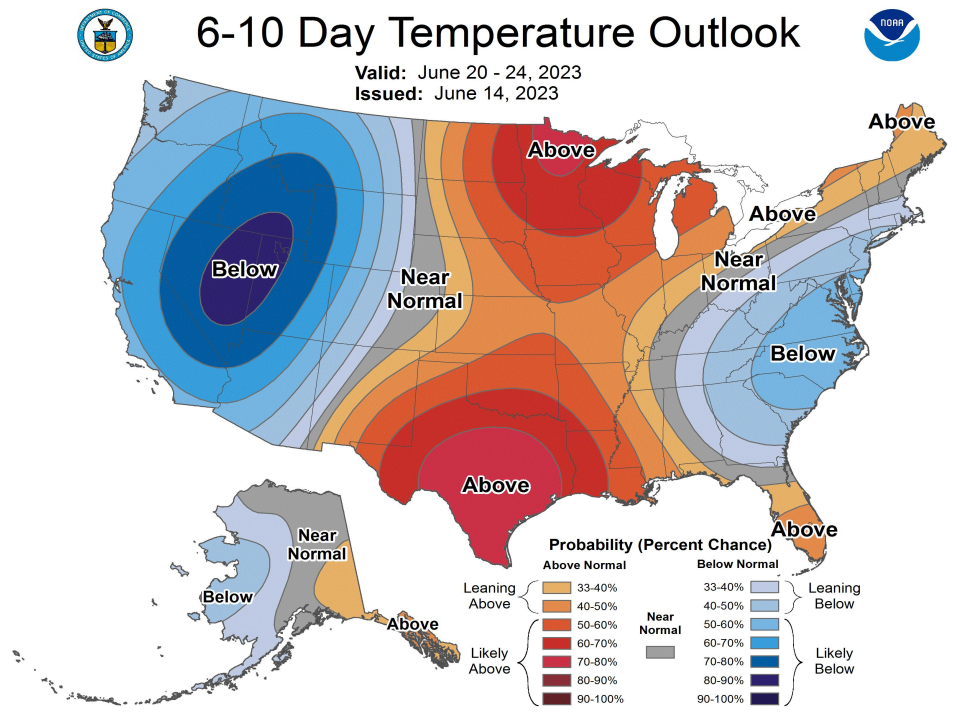 6-10 Day Temperature Outlook
NOAA
Valid: June 20 - 24, 2023
Issued: June 14, 2023
Above
Above
Above
Below
Near
Normal
Near
Normal
Below
Above
Above
Near
Normal
Below
Above
Probability (Percent Chance)
Above Normal
Below Normal
Leaning
Above
33-40%
40-50%
Likely
Above
50-60%
60-70%
70-80%
80-90%
90-100%
Near
Normal
33-40%
40-50%
Leaning
Below
50-60%
60-70%
70-80%
80-90%
90-100%
Likely
Below